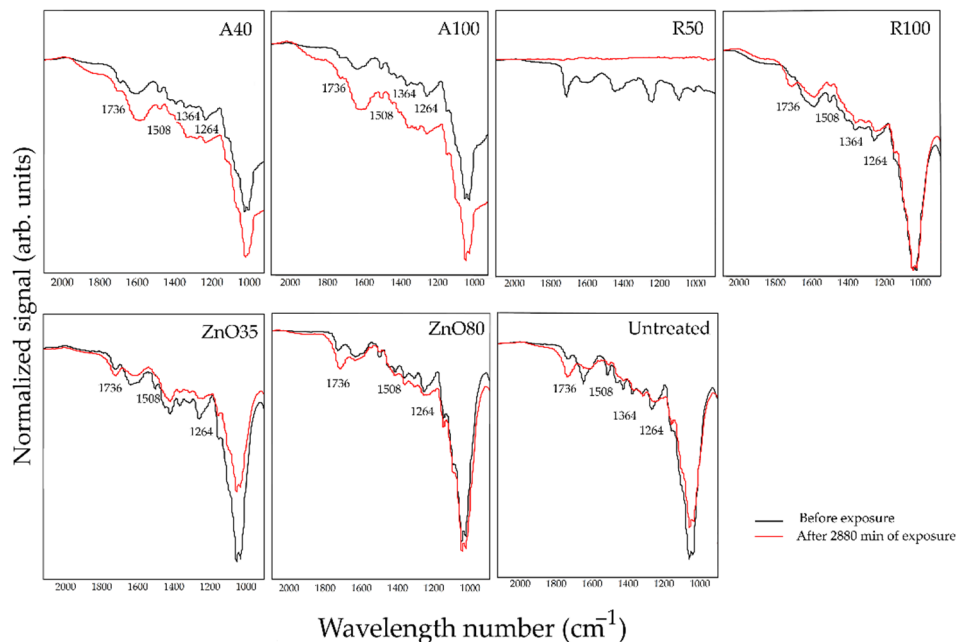 A40
A100
R50
R100
1736
1508
1364
1264
1736
1508
1364
1264
1736
1508
1364
1264
2000 1800 1600 1400 1200 1000
2000 1800 1600 1400 1200 1000
2000 1800 1600 1400 1200 1000
2000 1800 1600 1400 1200 1000
Normalized signal (arb. units)
ZnO35
ZnO80
Untreated
1736
1508
1264
1736
1508
1264
1736
1508
1364
1264
2000 1800 1600 1400 1200 1000
2000 1800 1600 1400 1200 1000
2000 1800 1600 1400 1200 1000
Before exposure
After 2880 min of exposure
Wavelength number (cm⁻¹)